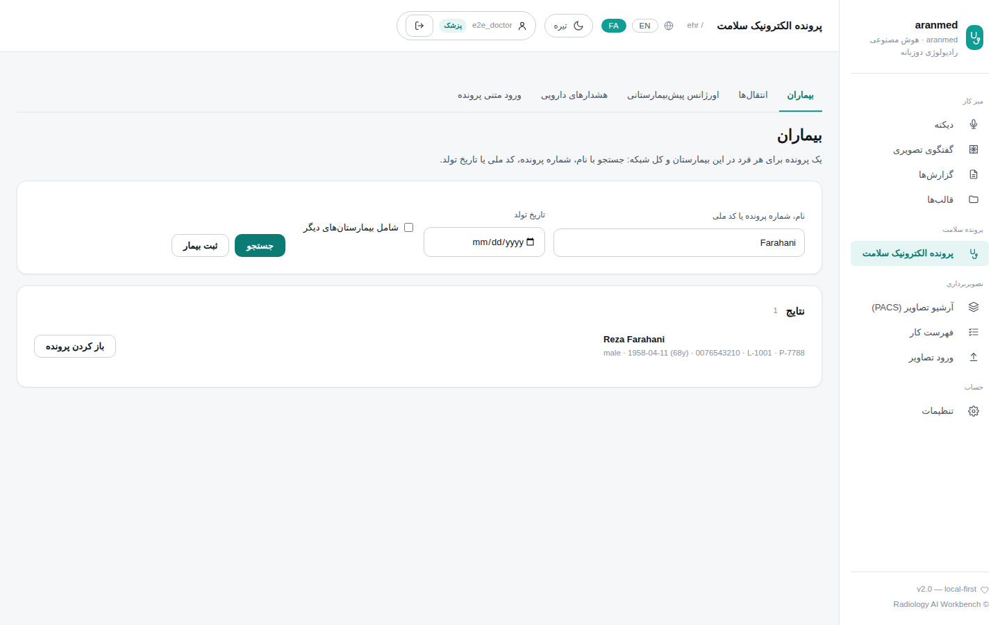 aranmed
aranmed · هوش مصنوعی
رادیولوژی دوزبانه
میز کار
دیکته
گفتگوی تصویری
گزارش‌ها
قالب‌ها
پرونده سلامت
پرونده الکترونیک سلامت
تصویربرداری
آرشیو تصاویر (PACS)
فهرست کار
ورود تصاویر
حساب
تنظیمات
v2.0 — local-first
Radiology AI Workbench ©
پرونده الکترونیک سلامت
ehr /
EN
FA
تیره
e2e_doctor
پزشک
بیماران
انتقال‌ها
اورژانس پیش‌بیمارستانی
هشدارهای دارویی
ورود متنی پرونده
بیماران
یک پرونده برای هر فرد در این بیمارستان و کل شبکه: جستجو با نام، شماره پرونده، کد ملی یا تاریخ تولد.
نام، شماره پرونده یا کد ملی
Farahani
تاریخ تولد
mm/dd/yyyy
شامل بیمارستان‌های دیگر
جستجو
ثبت بیمار
نتایج 1
Reza Farahani
male · 1958-04-11 (68y) · 0076543210 · L-1001 · P-7788
باز کردن پرونده